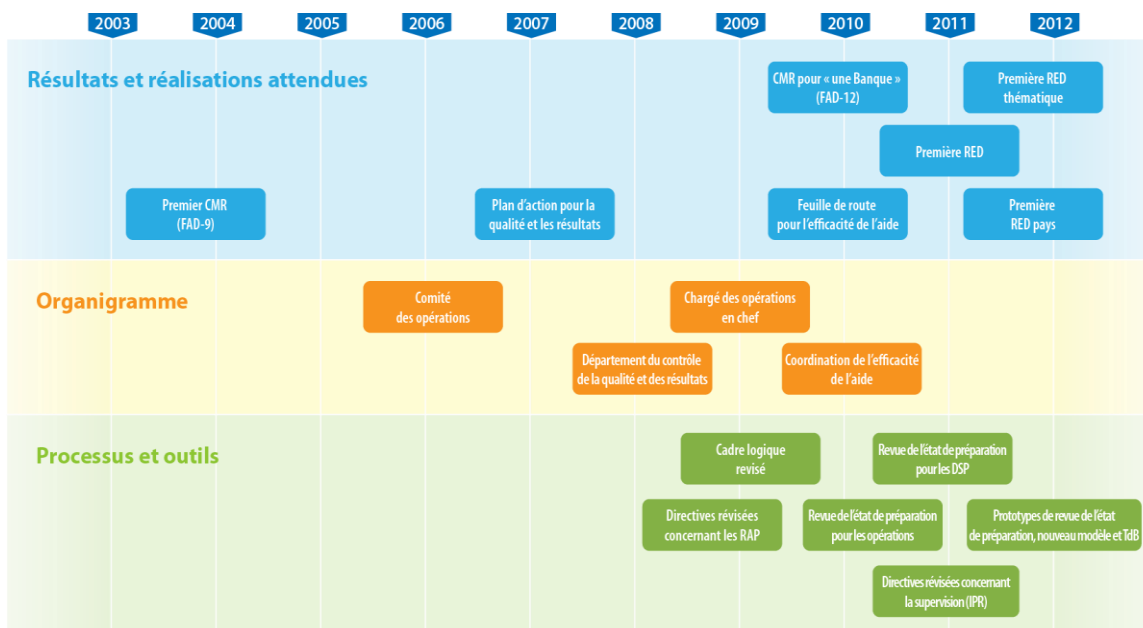 2003 2004 2005 2006 2007 2008 2009 2010 2011 2012
Résultats et réalisations attendues
CMR pour « une Banque »
(FAD-12)
Première RED
thématique
Première RED
Premier CMR
(FAD-9)
Plan d’action pour la
qualité et les résultats
Feuille de route
pour l’efficacité de l’aide
Première
RED pays
Organigramme
Comité
des opérations
Chargé des opérations
en chef
Département du contrôle
de la qualité et des résultats
Coordination de l’efficacité
de l’aide
Processus et outils
Cadre logique
revisé
Revue de l’état de préparation
pour les DSP
Directives révisées
concernant les RAP
Revue de l’état de préparation
pour les opérations
Prototypes de revue de l’état
de préparation, nouveau modèle et TdB
Directives révisées concernant
la supervision (IPR)